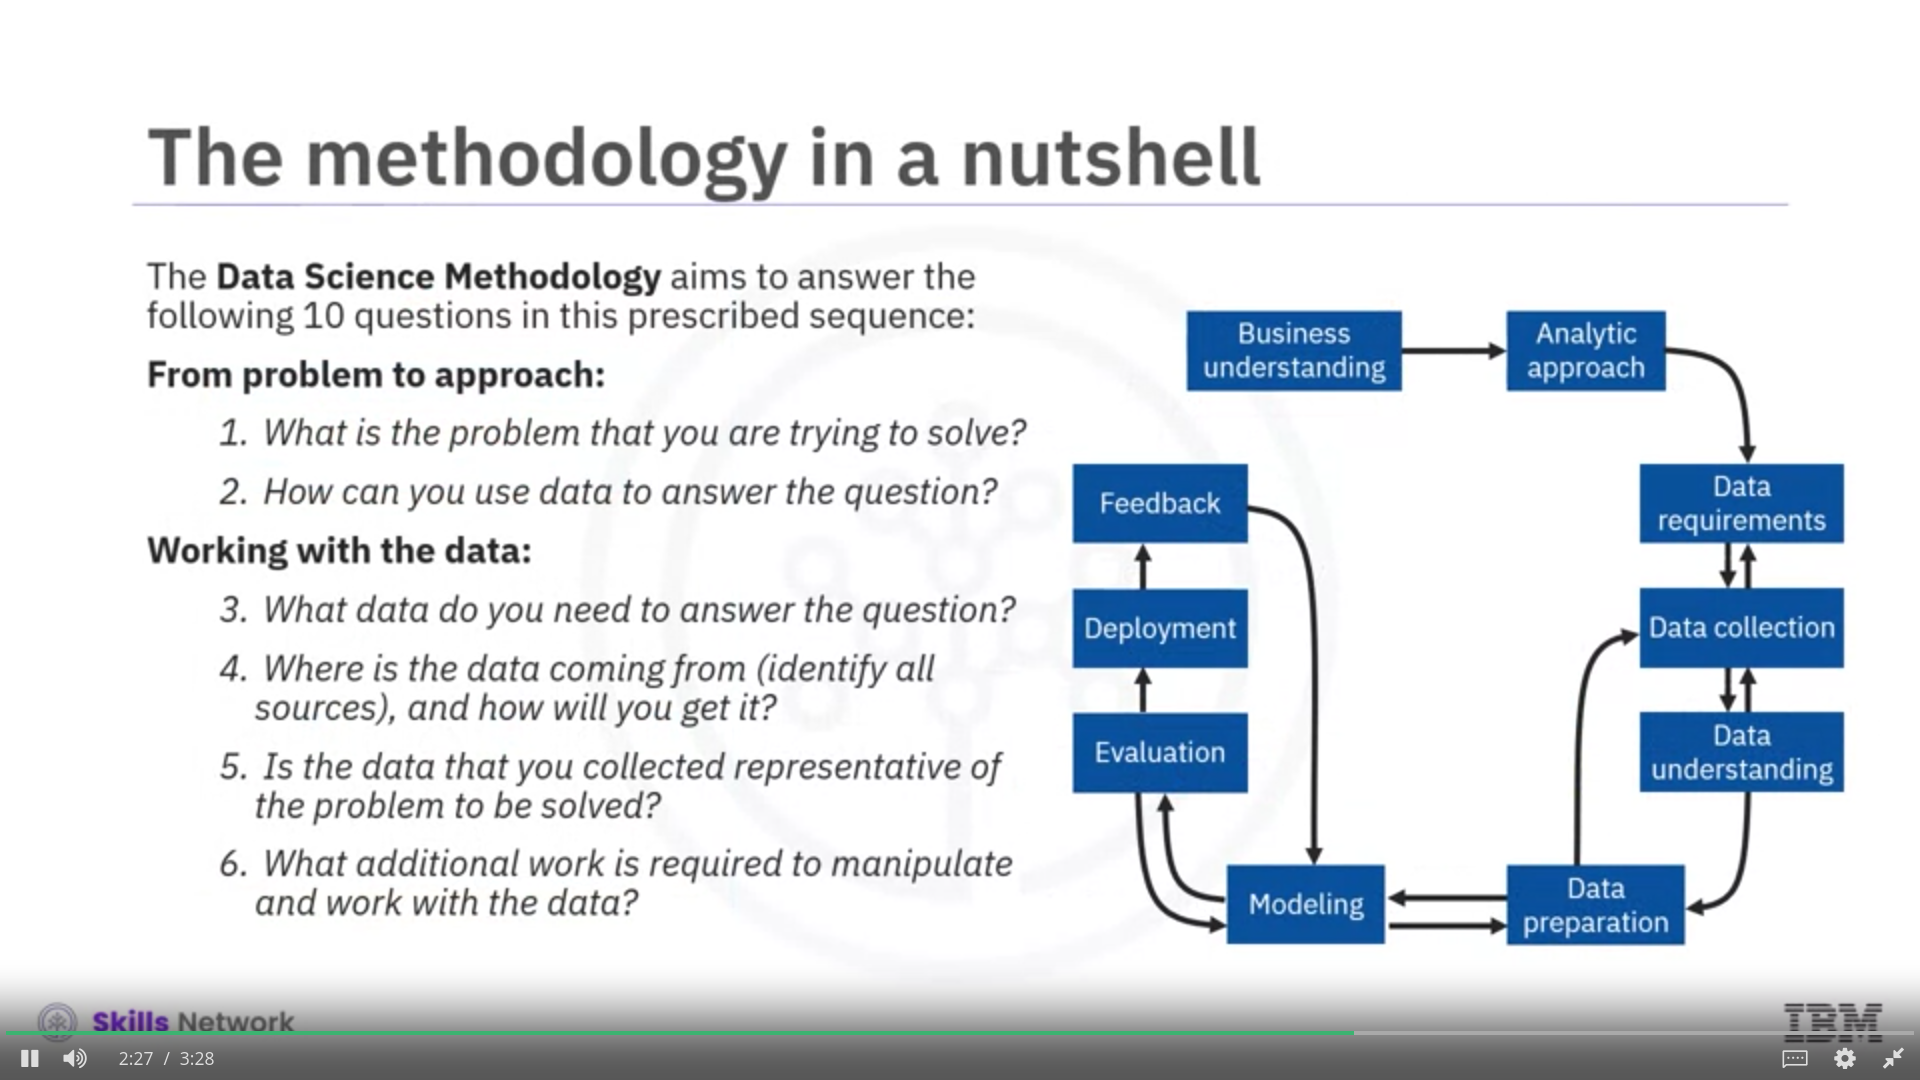 The methodology in a nutshell
The Data Science Methodology aims to answer the
following 10 questions in this prescribed sequence:
From problem to approach:
1. What is the problem that you are trying to solve?
2. How can you use data to answer the question?
Working with the data:
3. What data do you need to answer the question?
4. Where is the data coming from (identify all
sources), and how will you get it?
5. Is the data that you collected representative of
the problem to be solved?
6. What additional work is required to manipulate
and work with the data?
Business
understanding
Analytic
approach
Data
requirements
Data collection
Data
understanding
Data
preparation
Modeling
Evaluation
Deployment
Feedback
Skills Network
IBM
2:27 / 3:28